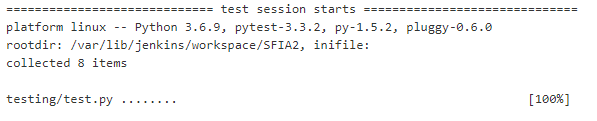 ============================= test session starts ==============================
platform linux -- Python 3.6.9, pytest-3.3.2, py-1.5.2, pluggy-0.6.0
rootdir: /var/lib/jenkins/workspace/SFIA2, inifile:
collected 8 items
testing/test.py ........ [100%]